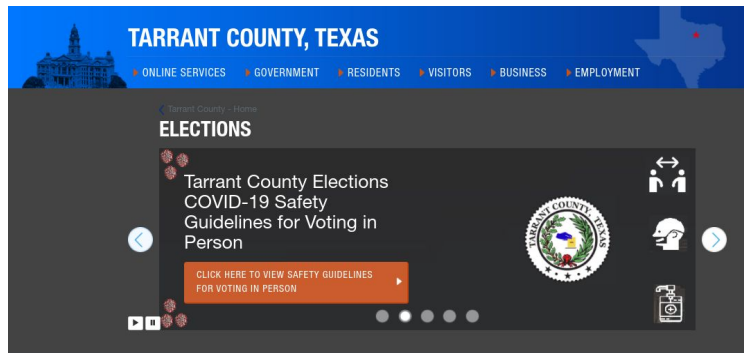 TARRANT COUNTY, TEXAS
ONLINE SERVICES GOVERNMENT RESIDENTS VISITORS BUSINESS EMPLOYMENT
Tarrant County - Home
ELECTIONS
Tarrant County Elections
COVID-19 Safety
Guidelines for Voting in
Person
CLICK HERE TO VIEW SAFETY GUIDELINES
FOR VOTING IN PERSON
TARRANT COUNTY, TEXAS